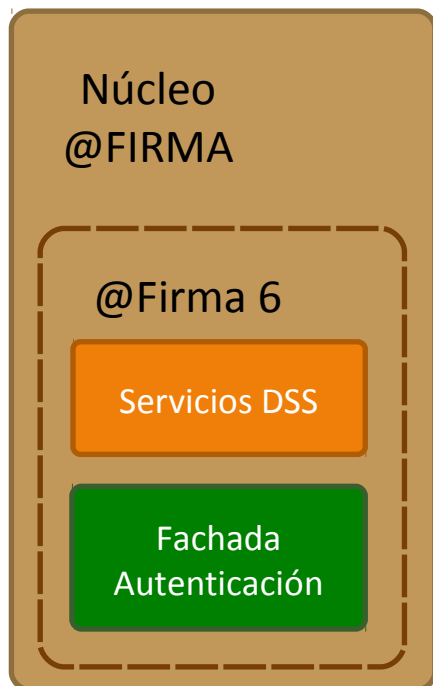 Núcleo
@FIRMA
@Firma 6
Servicios DSS
Fachada
Autenticación